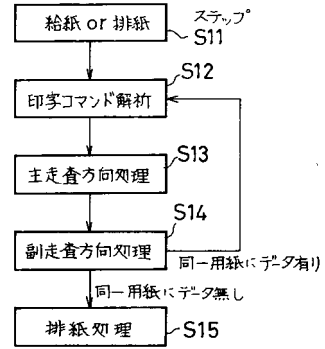 ステップ
給紙or排紙
S11
S12
印字コマンド解析
S13
主走査方向処理
S14
副走査方向処理
同一用紙にデータ有り
同一用紙にデータ無し
排紙処理
S15